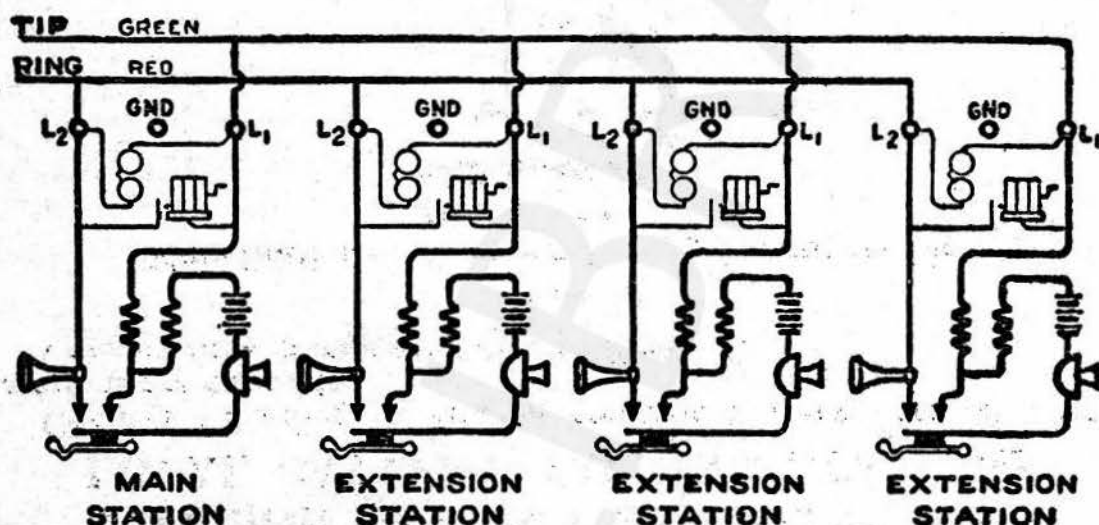 TIP GREEN
RING RED
L2 GND L1 L2 GND L1 L2 GND L1 L2 GND L1
MAIN STATION
EXTENSION STATION
EXTENSION STATION
EXTENSION STATION